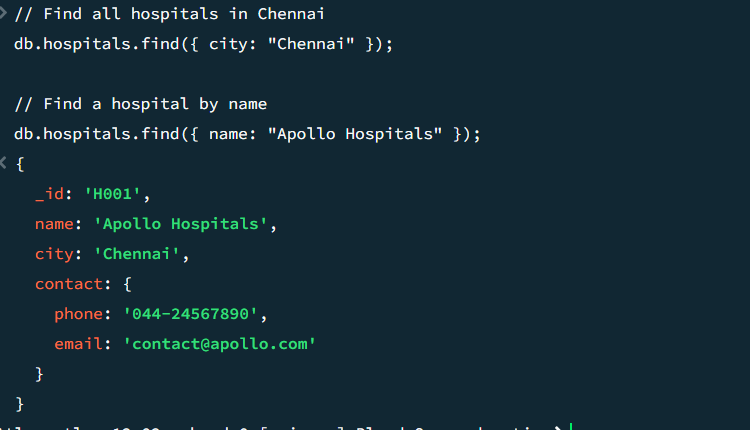 > // Find all hospitals in Chennai
db.hospitals.find({ city: "Chennai" });
// Find a hospital by name
db.hospitals.find({ name: "Apollo Hospitals" });
< {
_id: 'H001',
name: 'Apollo Hospitals',
city: 'Chennai',
contact: {
phone: '044-24567890',
email: 'contact@apollo.com'
}
}